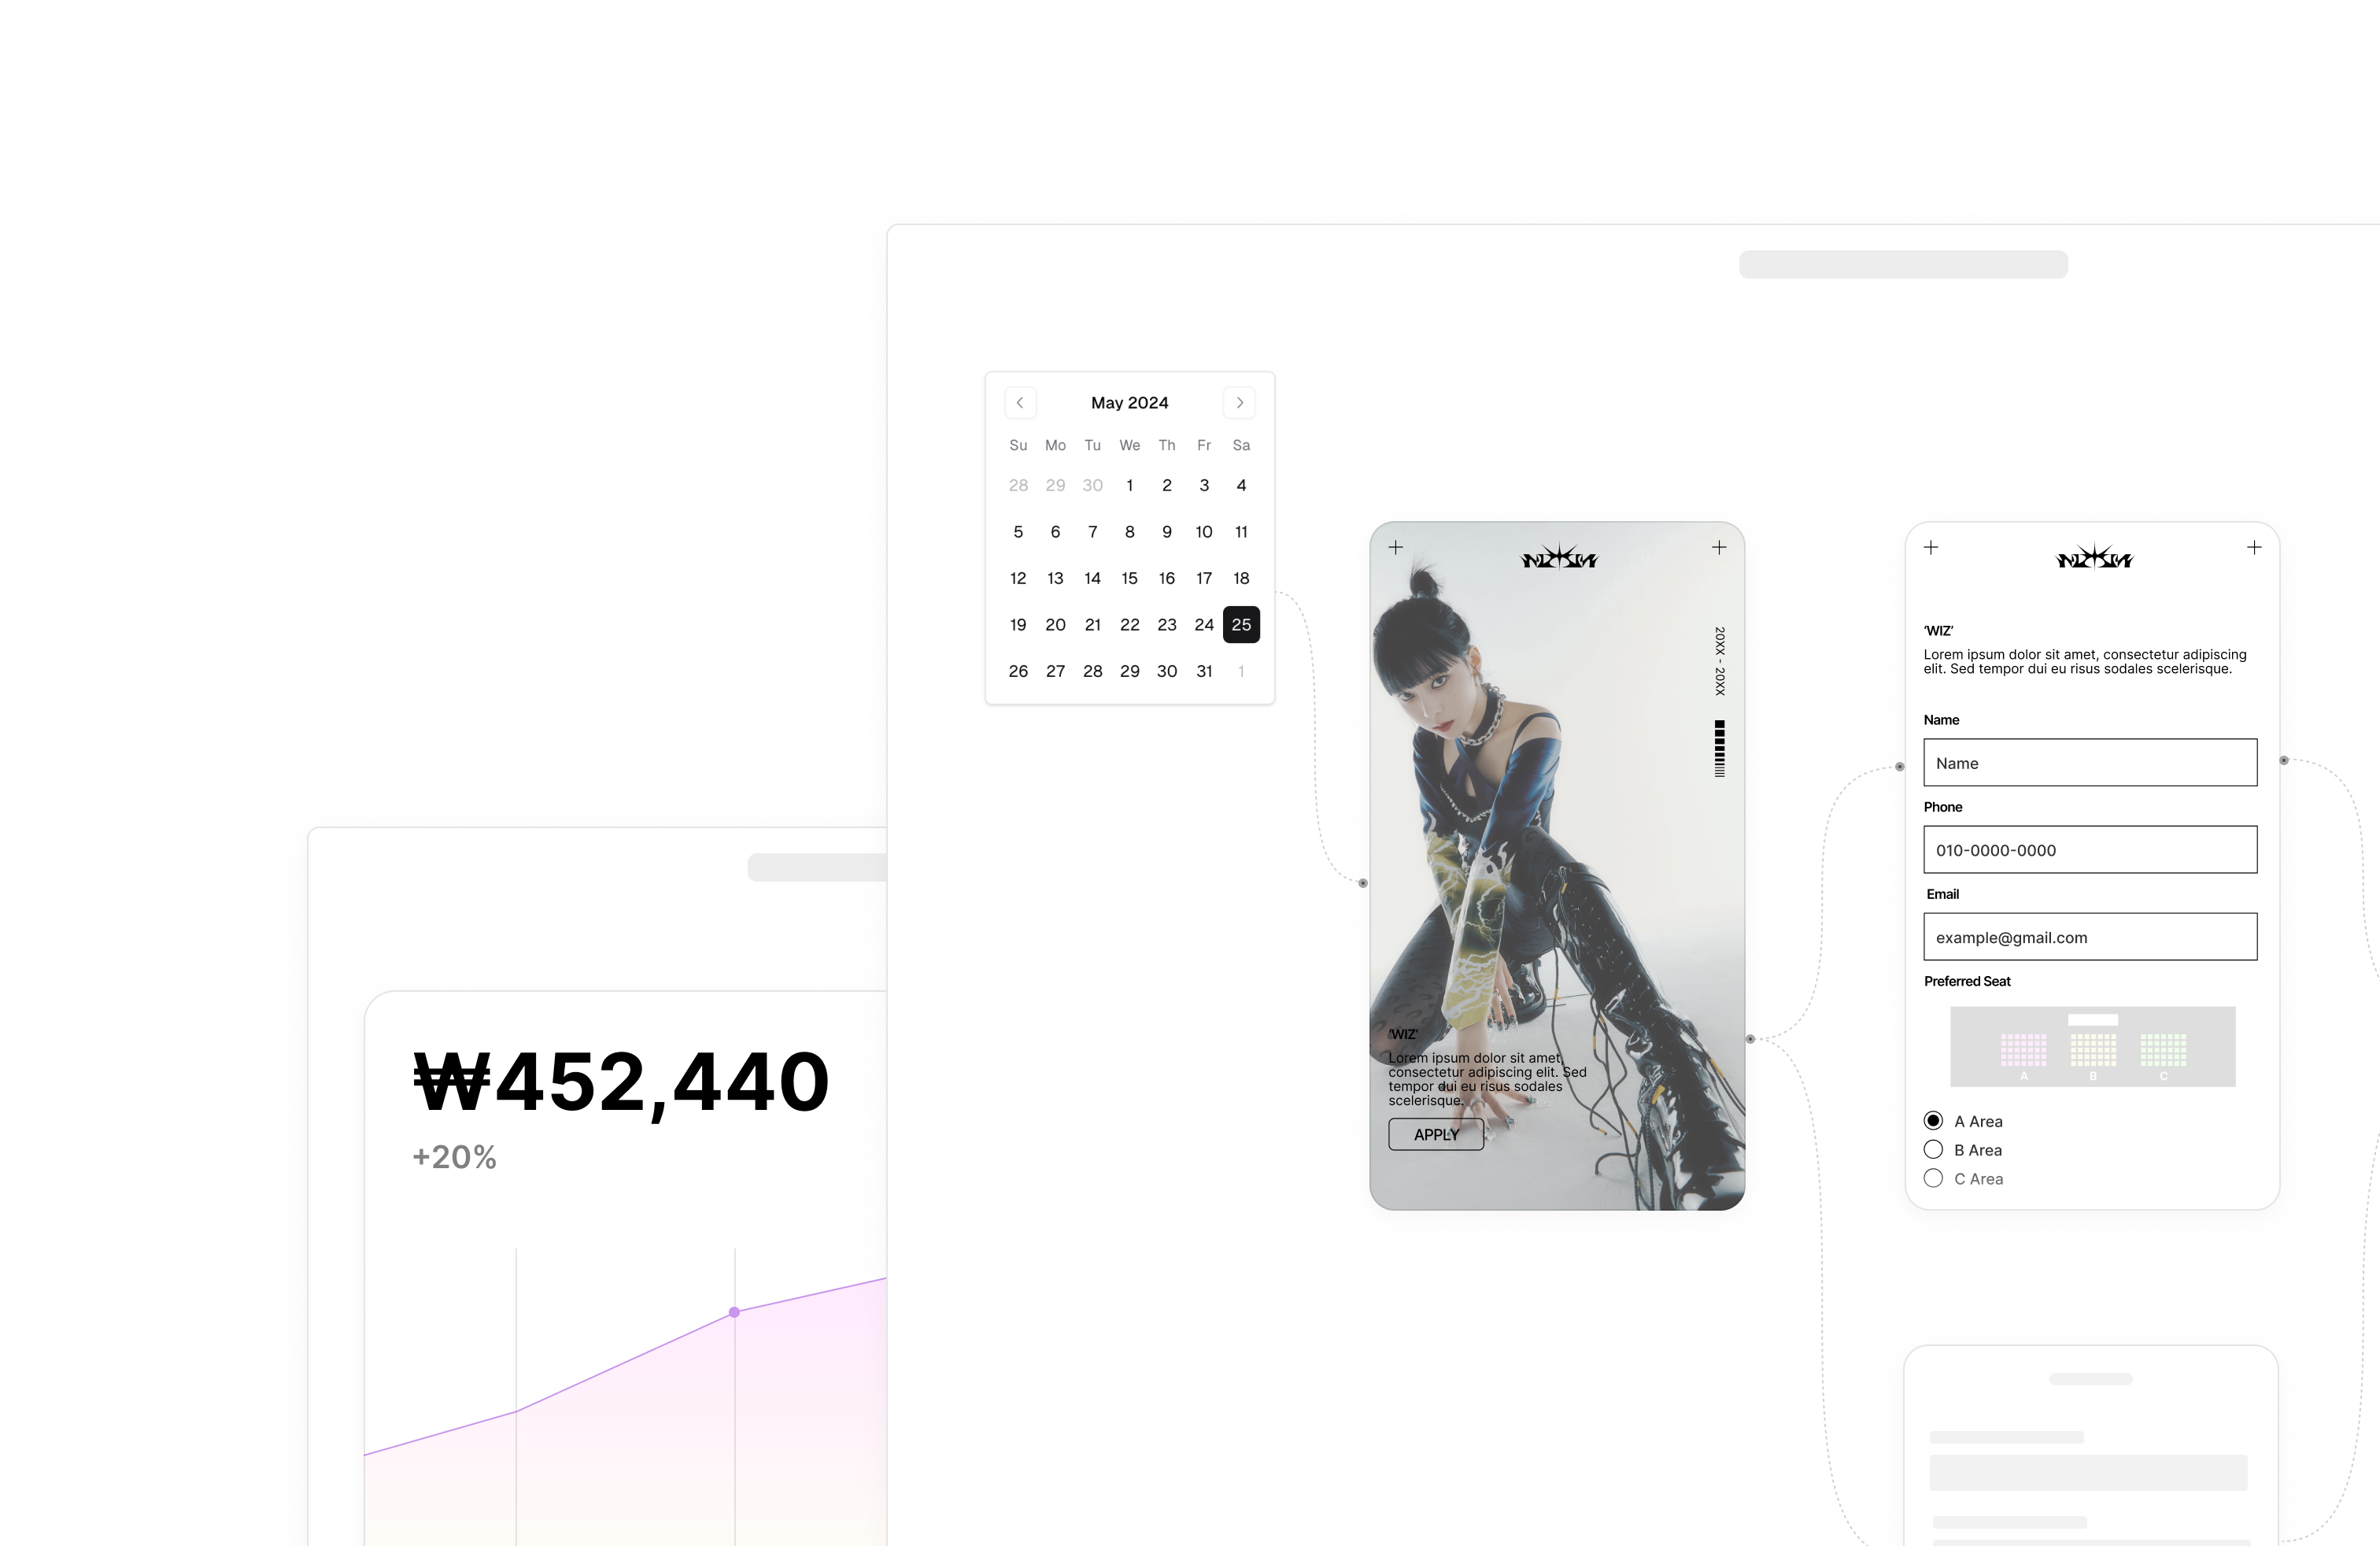 May 2024
Su Mo Tu We Th Fr Sa
28 29 30 1 2 3 4
5 6 7 8 9 10 11
12 13 14 15 16 17 18
19 20 21 22 23 24 25
26 27 28 29 30 31 1
20XX - 20XX
'WIZ'
Lorem ipsum dolor sit amet,
consectetur adipiscing elit. Sed
tempor dui eu risus sodales
scelerisque.
APPLY
‘WIZ’
Lorem ipsum dolor sit amet, consectetur adipiscing
elit. Sed tempor dui eu risus sodales scelerisque.
Name
Name
Phone
010-0000-0000
Email
example@gmail.com
Preferred Seat
A B C
A Area
B Area
C Area
₩452,440
+20%